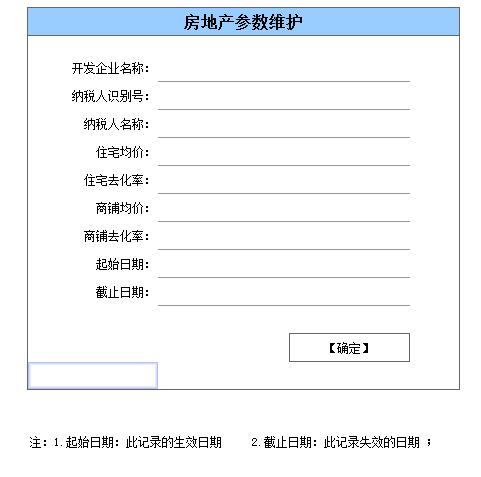 房地产参数维护
开发企业名称：
纳税人识别号：
纳税人名称：
住宅均价：
住宅去化率：
商铺均价：
商铺去化率：
起始日期：
截止日期：
【确定】
注：1.起始日期：此记录的生效日期 2.截止日期：此记录失效的日期 ；